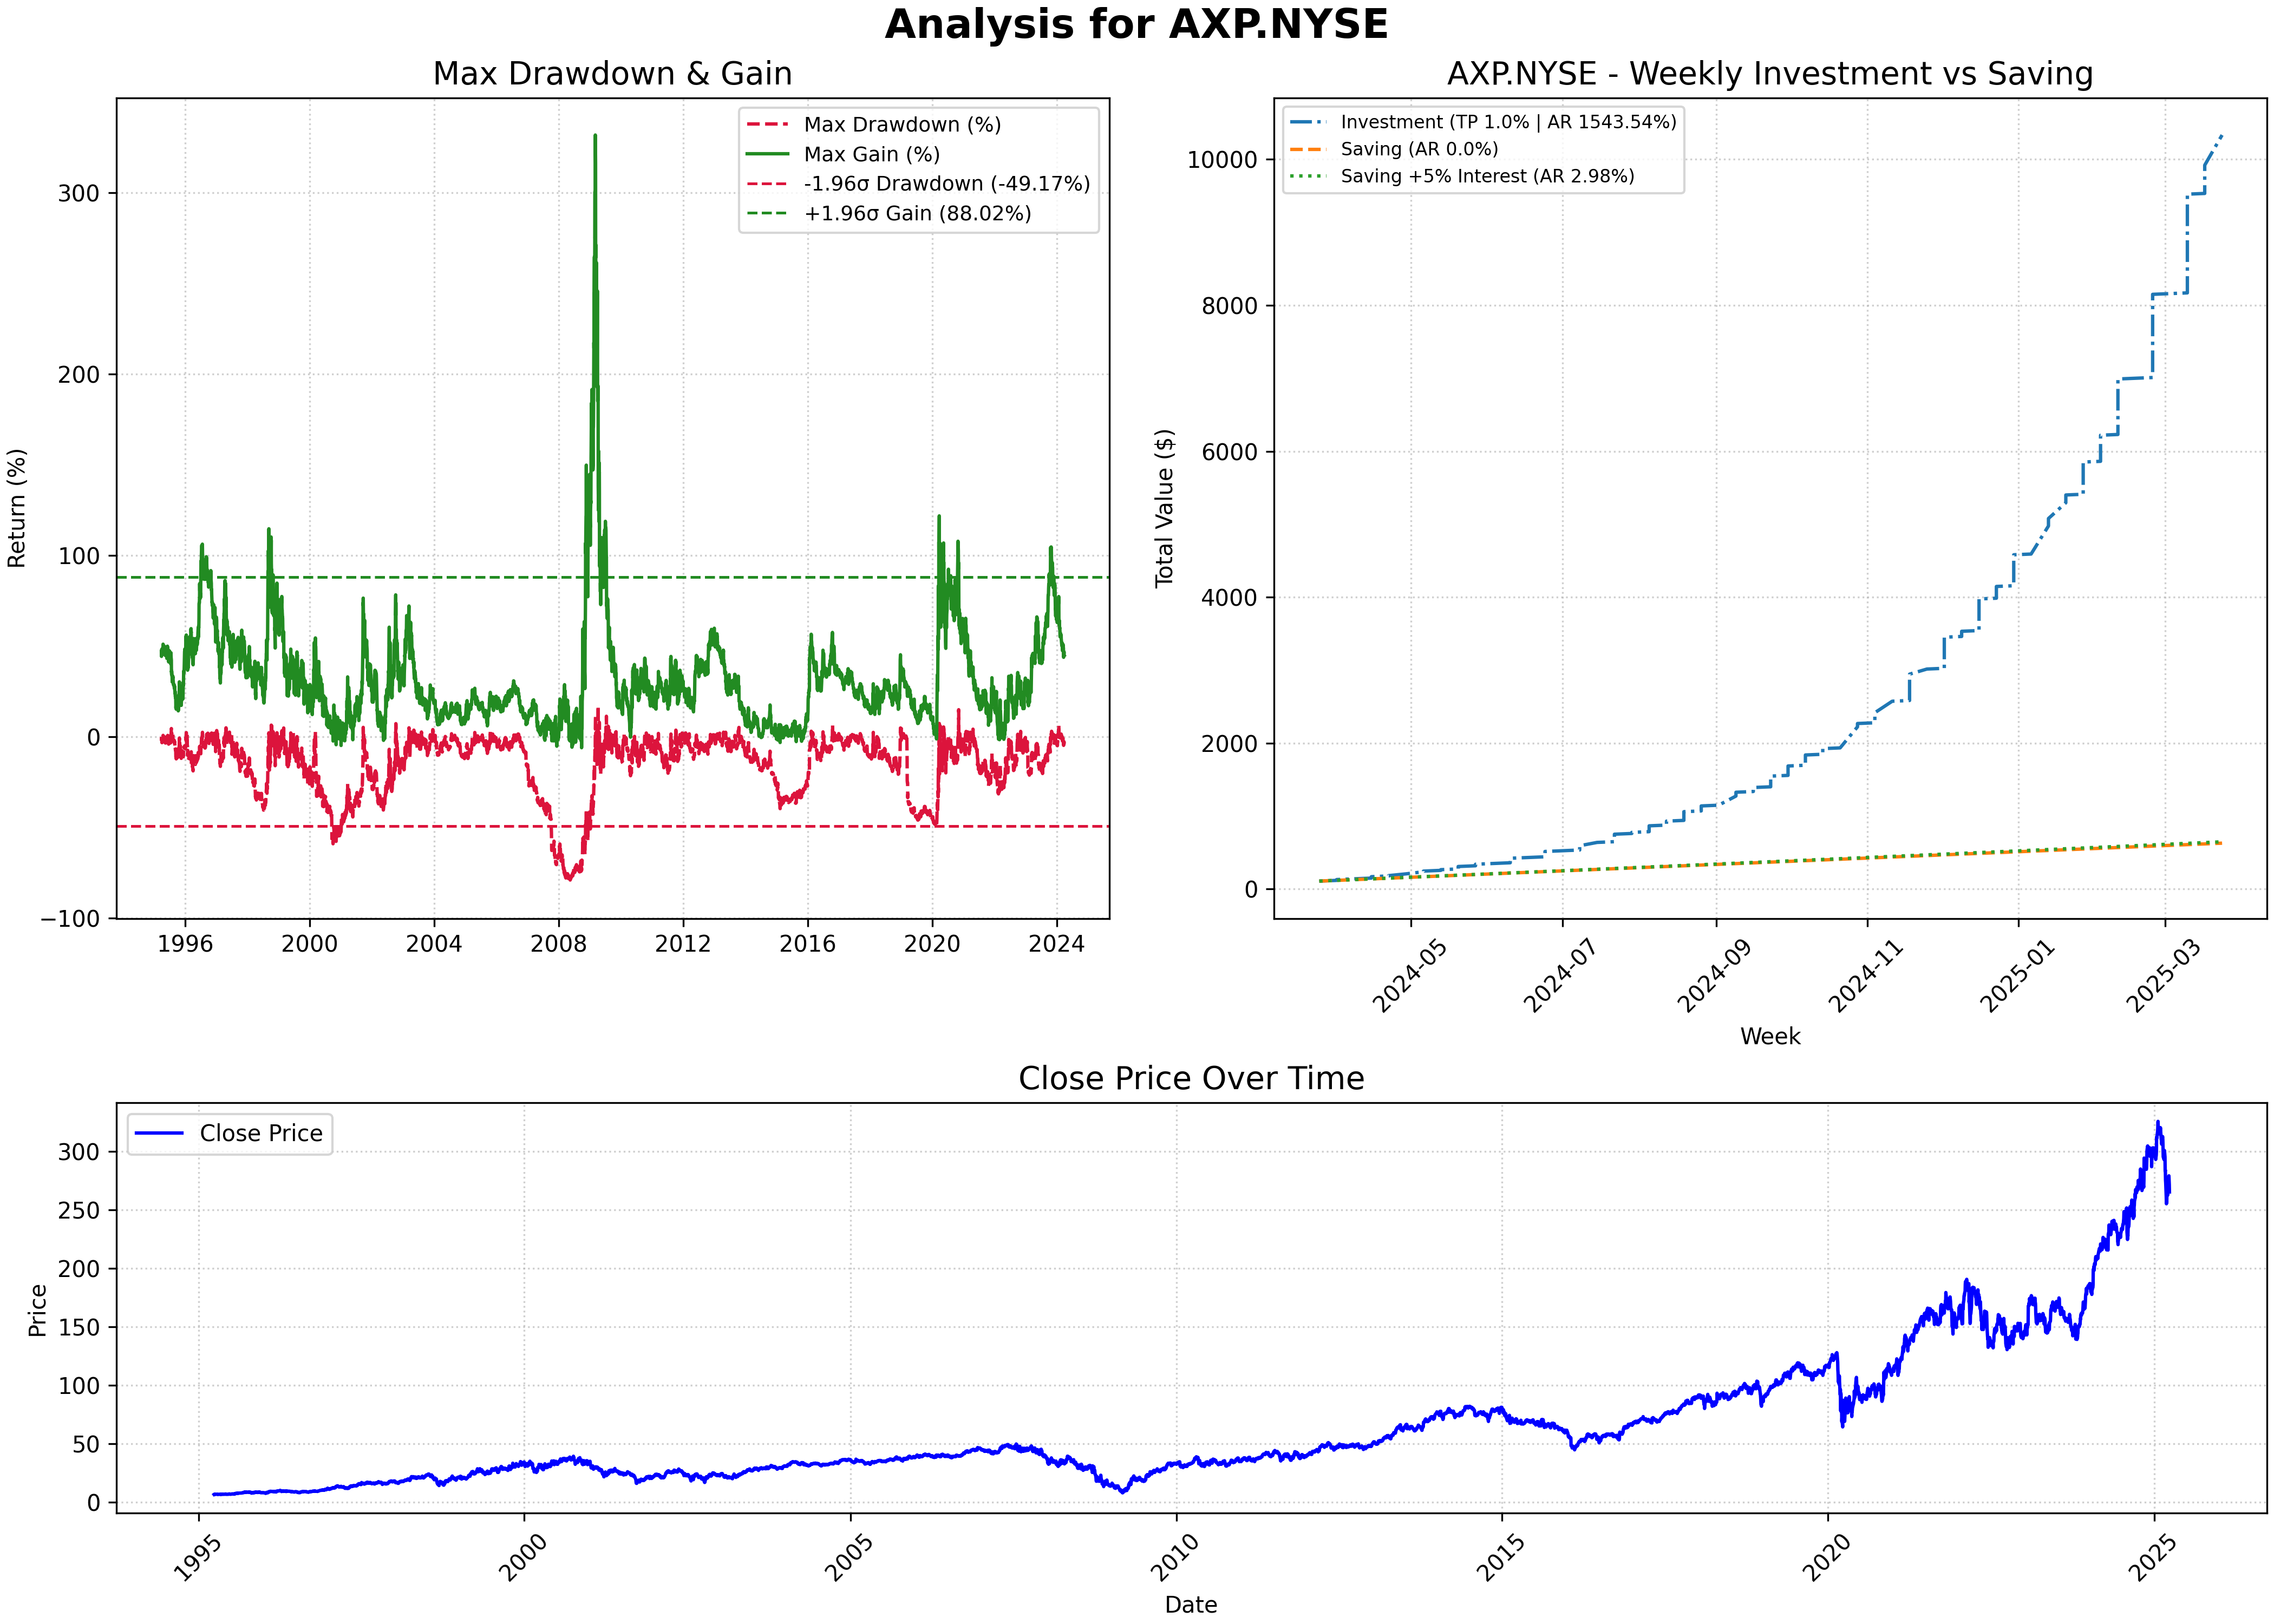 Analysis for AXP.NYSE
Max Drawdown & Gain
Return (%)
300
200
100
0
−100
1996
2000
2004
2008
2012
2016
2020
2024
Max Drawdown (%)
Max Gain (%)
-1.96σ Drawdown (-49.17%)
+1.96σ Gain (88.02%)
AXP.NYSE - Weekly Investment vs Saving
Total Value ($)
10000
8000
6000
4000
2000
0
2024-05
2024-07
2024-09
2024-11
2025-01
2025-03
Week
Investment (TP 1.0% | AR 1543.54%)
Saving (AR 0.0%)
Saving +5% Interest (AR 2.98%)
Close Price Over Time
Price
300
250
200
150
100
50
0
Close Price
1995
2000
2005
2010
2015
2020
2025
Date